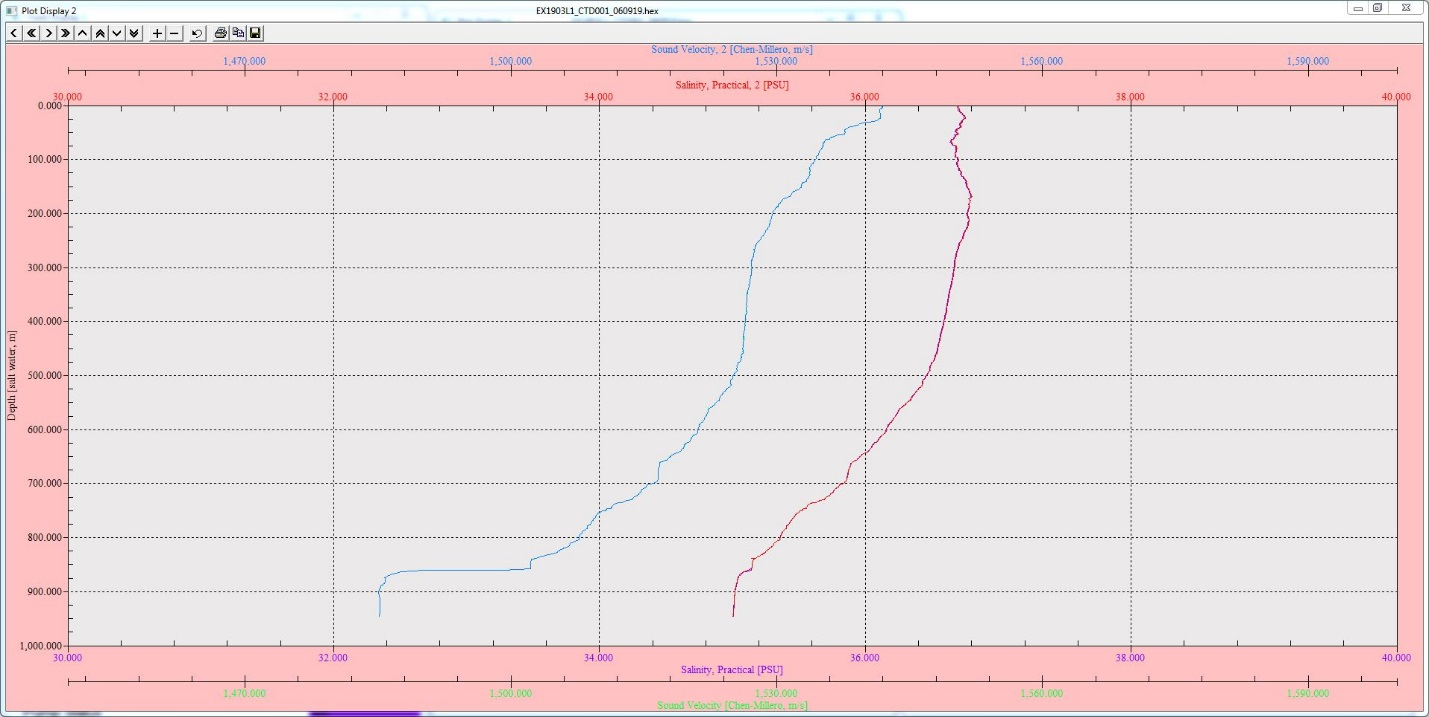 Plot Display 2
EX1903L1_CTD001_060919.hex
Sound Velocity, 2 [Chen-Millero, m/s]
1,470.000 1,500.000 1,530.000 1,560.000 1,590.000
Salinity, Practical, 2 [PSU]
30.000 32.000 34.000 36.000 38.000 40.000
0.000
100.000
200.000
300.000
400.000
500.000
600.000
700.000
800.000
900.000
1,000.000
Depth [salt water, m]
30.000 32.000 34.000 36.000 38.000 40.000
Salinity, Practical [PSU]
1,470.000 1,500.000 1,530.000 1,560.000 1,590.000
Sound Velocity [Chen-Millero, m/s]